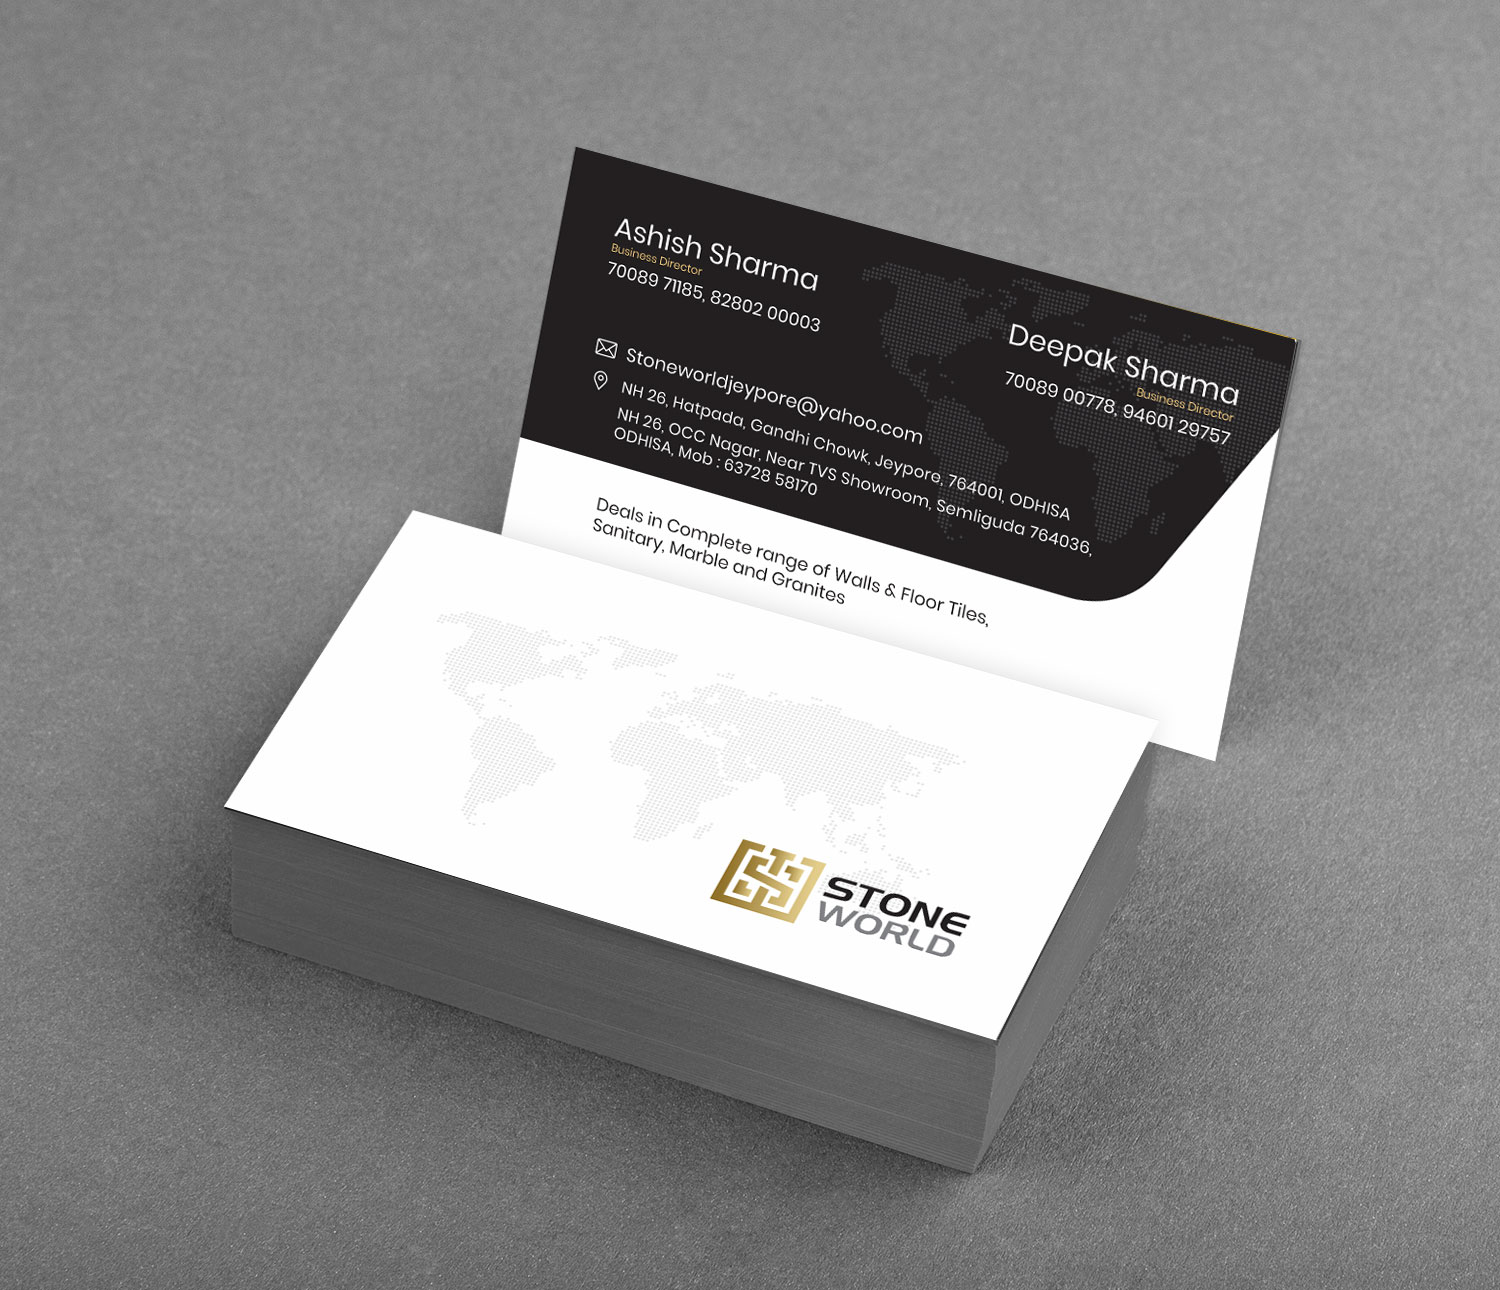 Ashish Sharma
Business Director
70089 71185, 82802 00003
Deepak Sharma
Business Director
70089 00778, 94601 29757
Stoneworldjeypore@yahoo.com
NH 26, Hatpada, Gandhi Chowk, Jeypore, 764001, ODHISA
NH 26, OCC Nagar, Near TVS Showroom, Semliguda 764036,
ODHISA, Mob : 63728 58170
Deals in Complete range of Walls & Floor Tiles,
Sanitary, Marble and Granites
STONE
WORLD